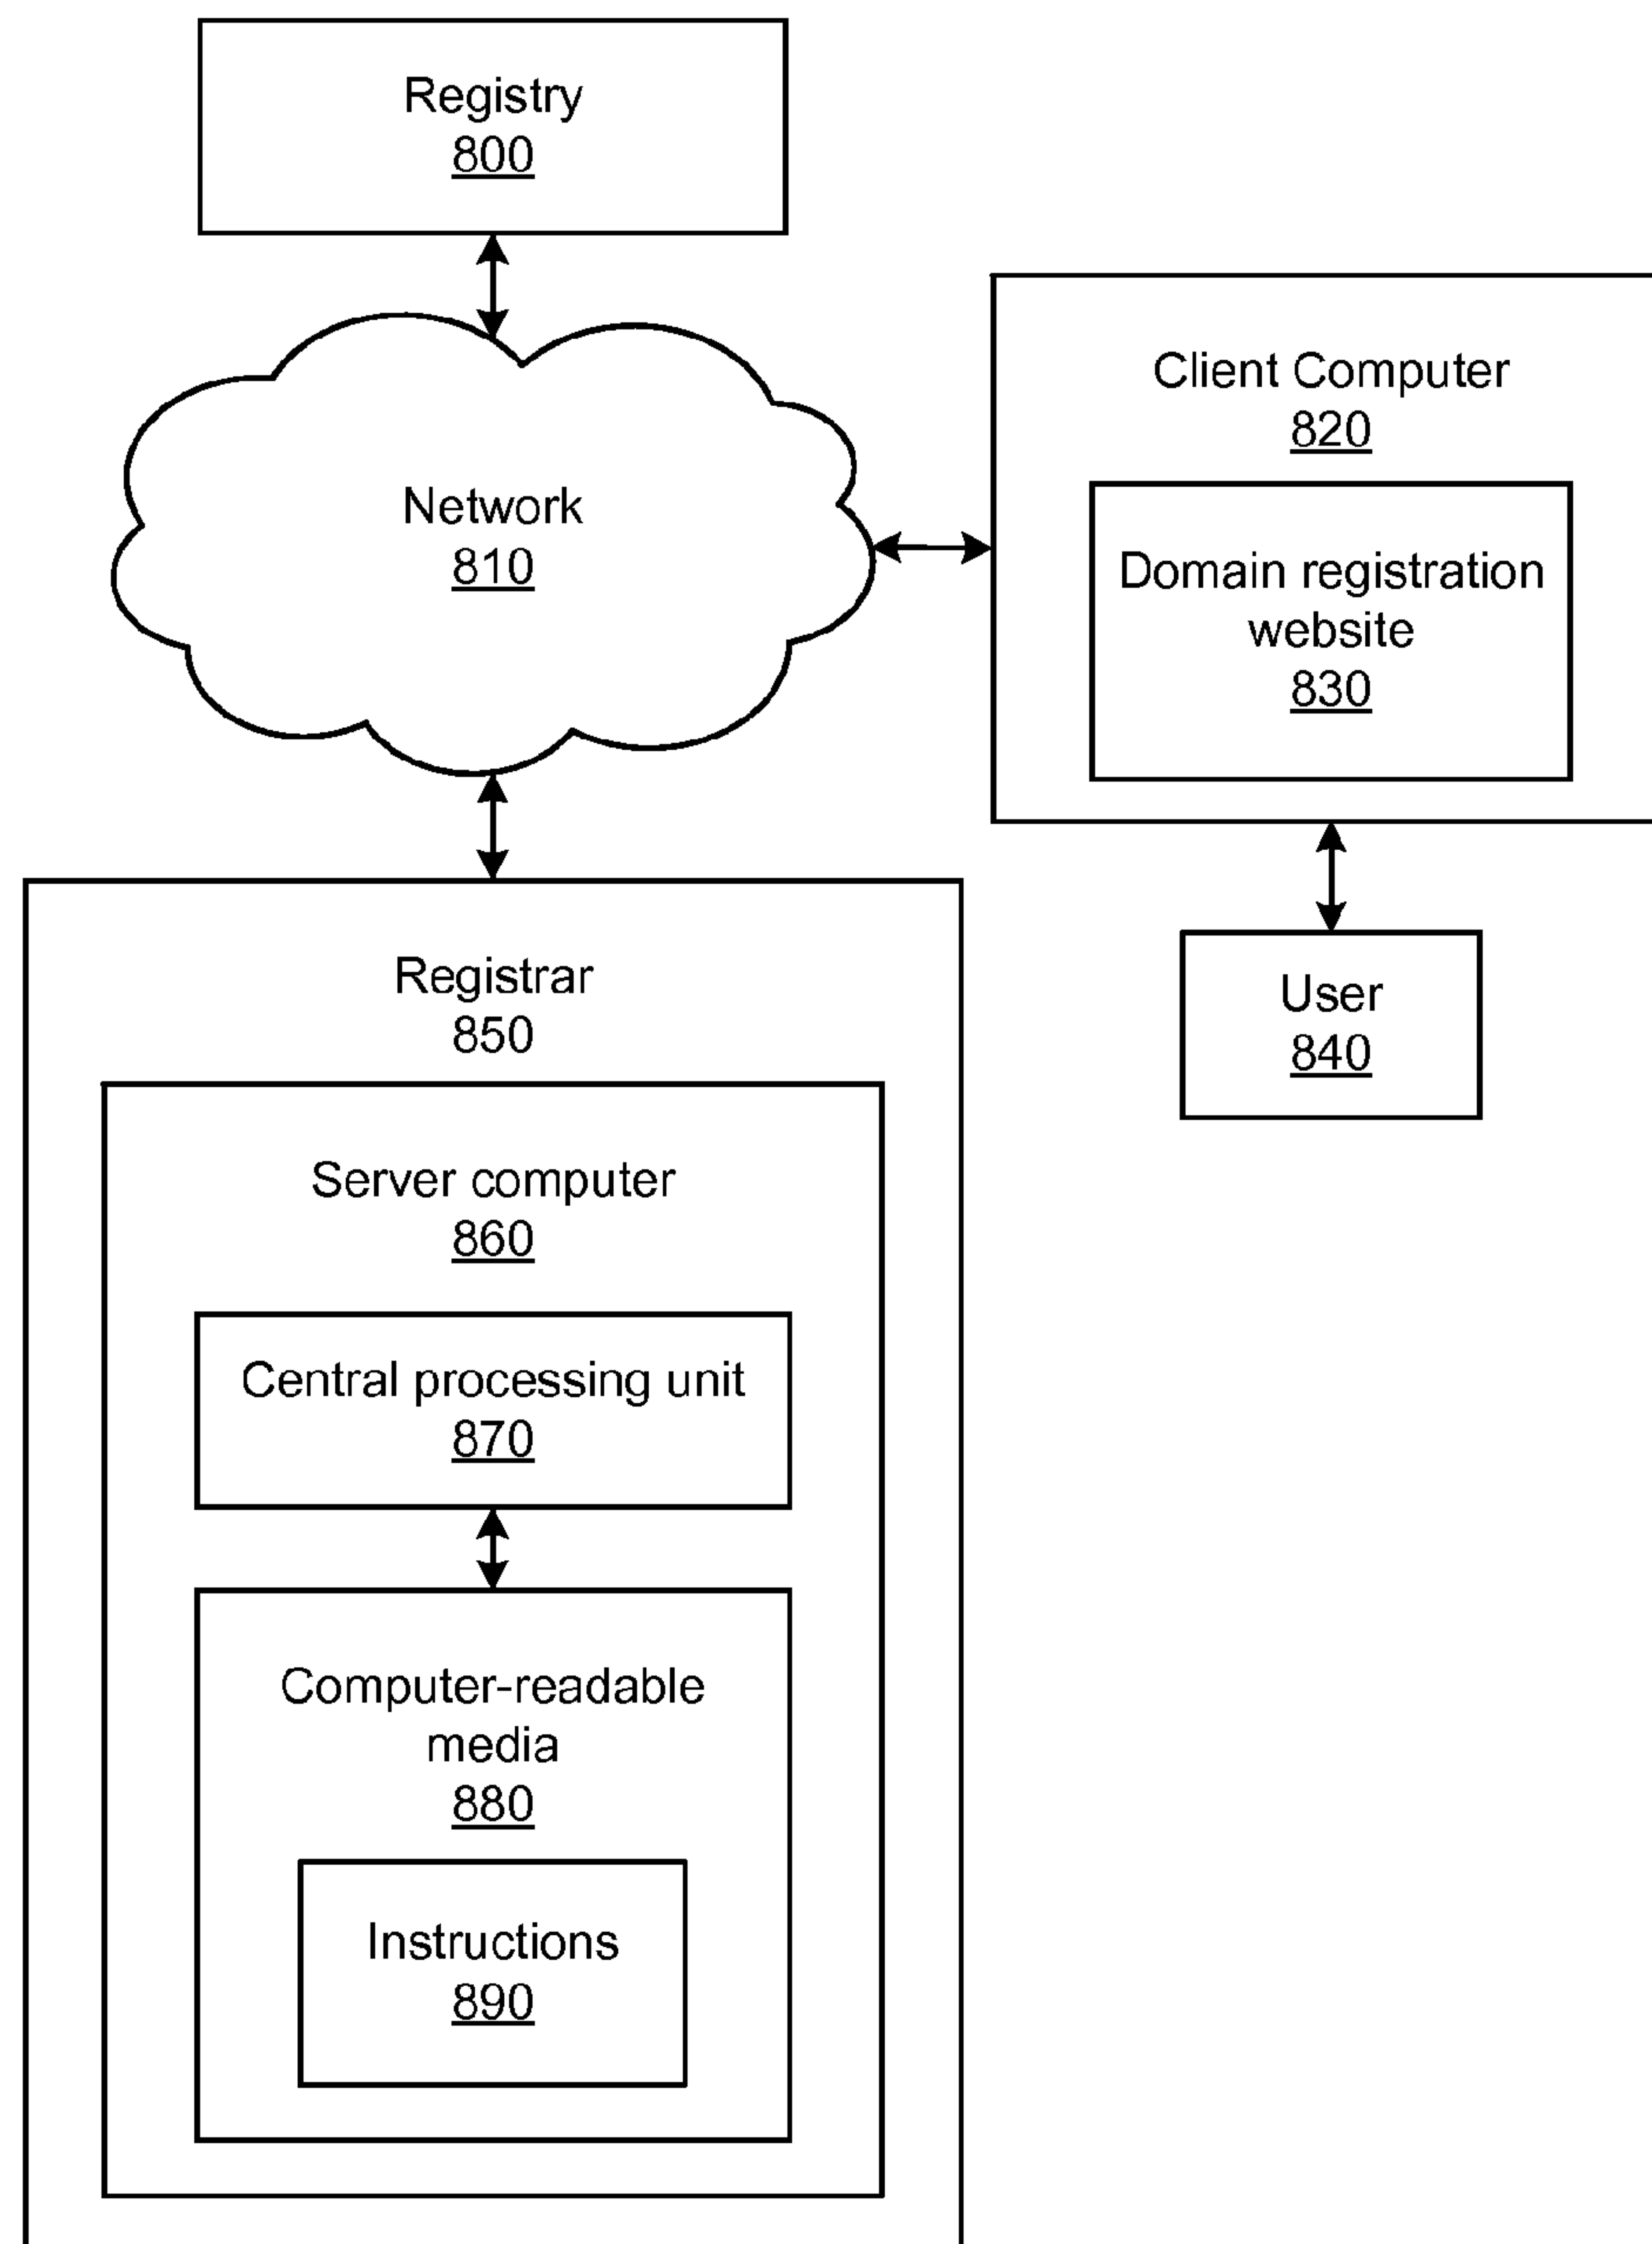 Registry
800
Network
810
Client Computer
820
Domain registration
website
830
User
840
Registrar
850
Server computer
860
Central processing unit
870
Computer-readable
media
880
Instructions
890